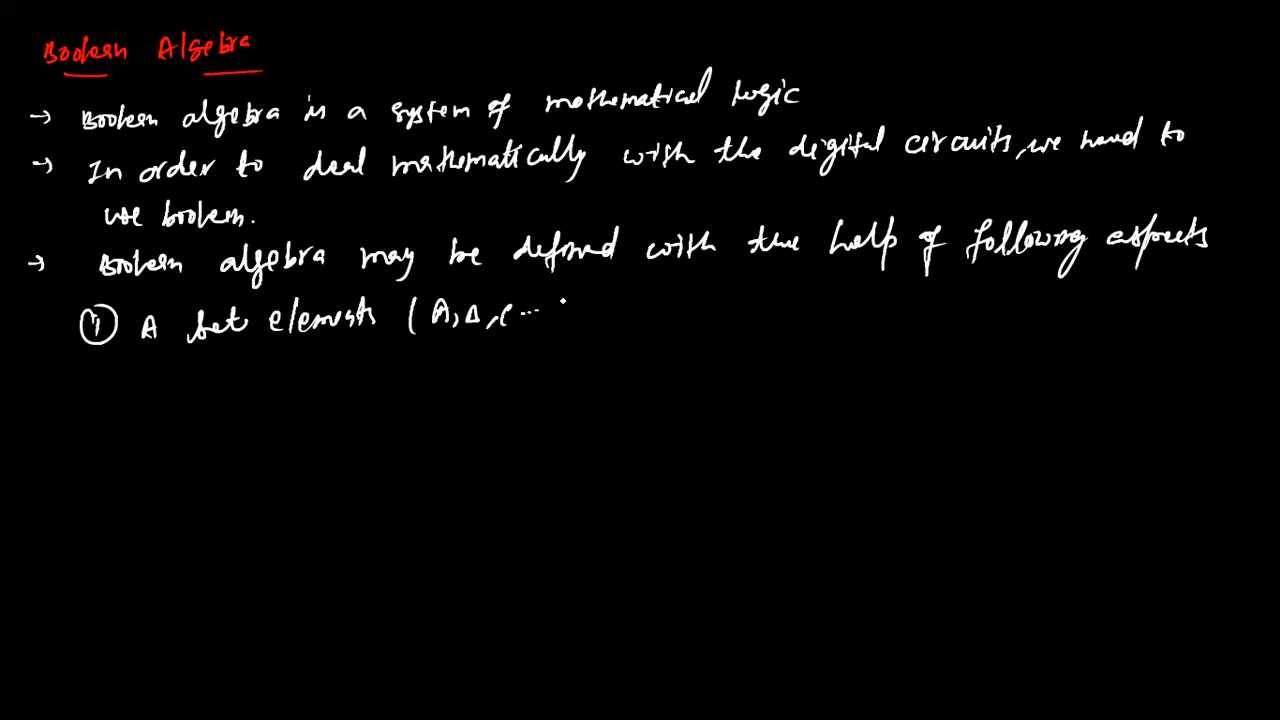 Boolean Algebra
→ Boolean algebra is a system of mathematical logic
→ In order to deal mathematically with the digital circuits, we need to
use boolean.
→ Boolean algebra may be defined with the help of following aspects
① A set elements (A, B, C ...